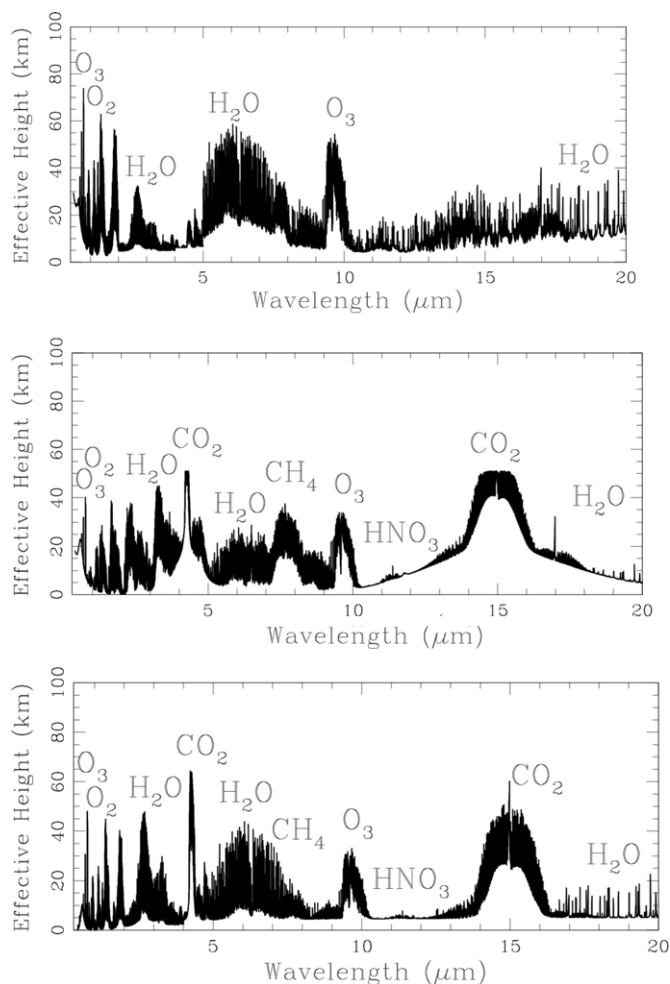 Effective Height (km)
100
80
60
40
20
0
O3
O2
H2O
H2O
O3
H2O
5
10
15
20
Wavelength (μm)
Effective Height (km)
100
80
60
40
20
0
O2
O3
H2O
CO2
H2O
CH4
O3
HNO3
CO2
H2O
5
10
15
20
Wavelength (μm)
Effective Height (km)
100
80
60
40
20
0
O3
O2
H2O
CO2
H2O
CH4
O3
HNO3
CO2
H2O
5
10
15
20
Wavelength (μm)